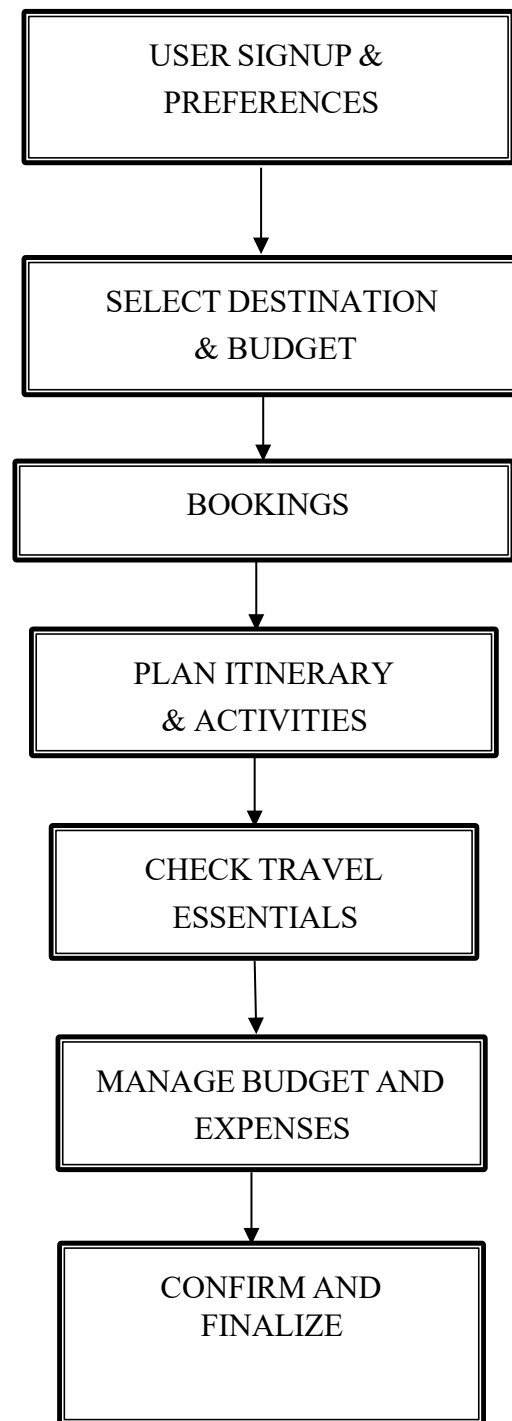 USER SIGNUP &
PREFERENCES
SELECT DESTINATION
& BUDGET
BOOKINGS
PLAN ITINERARY
& ACTIVITIES
CHECK TRAVEL
ESSENTIALS
MANAGE BUDGET AND
EXPENSES
CONFIRM AND
FINALIZE